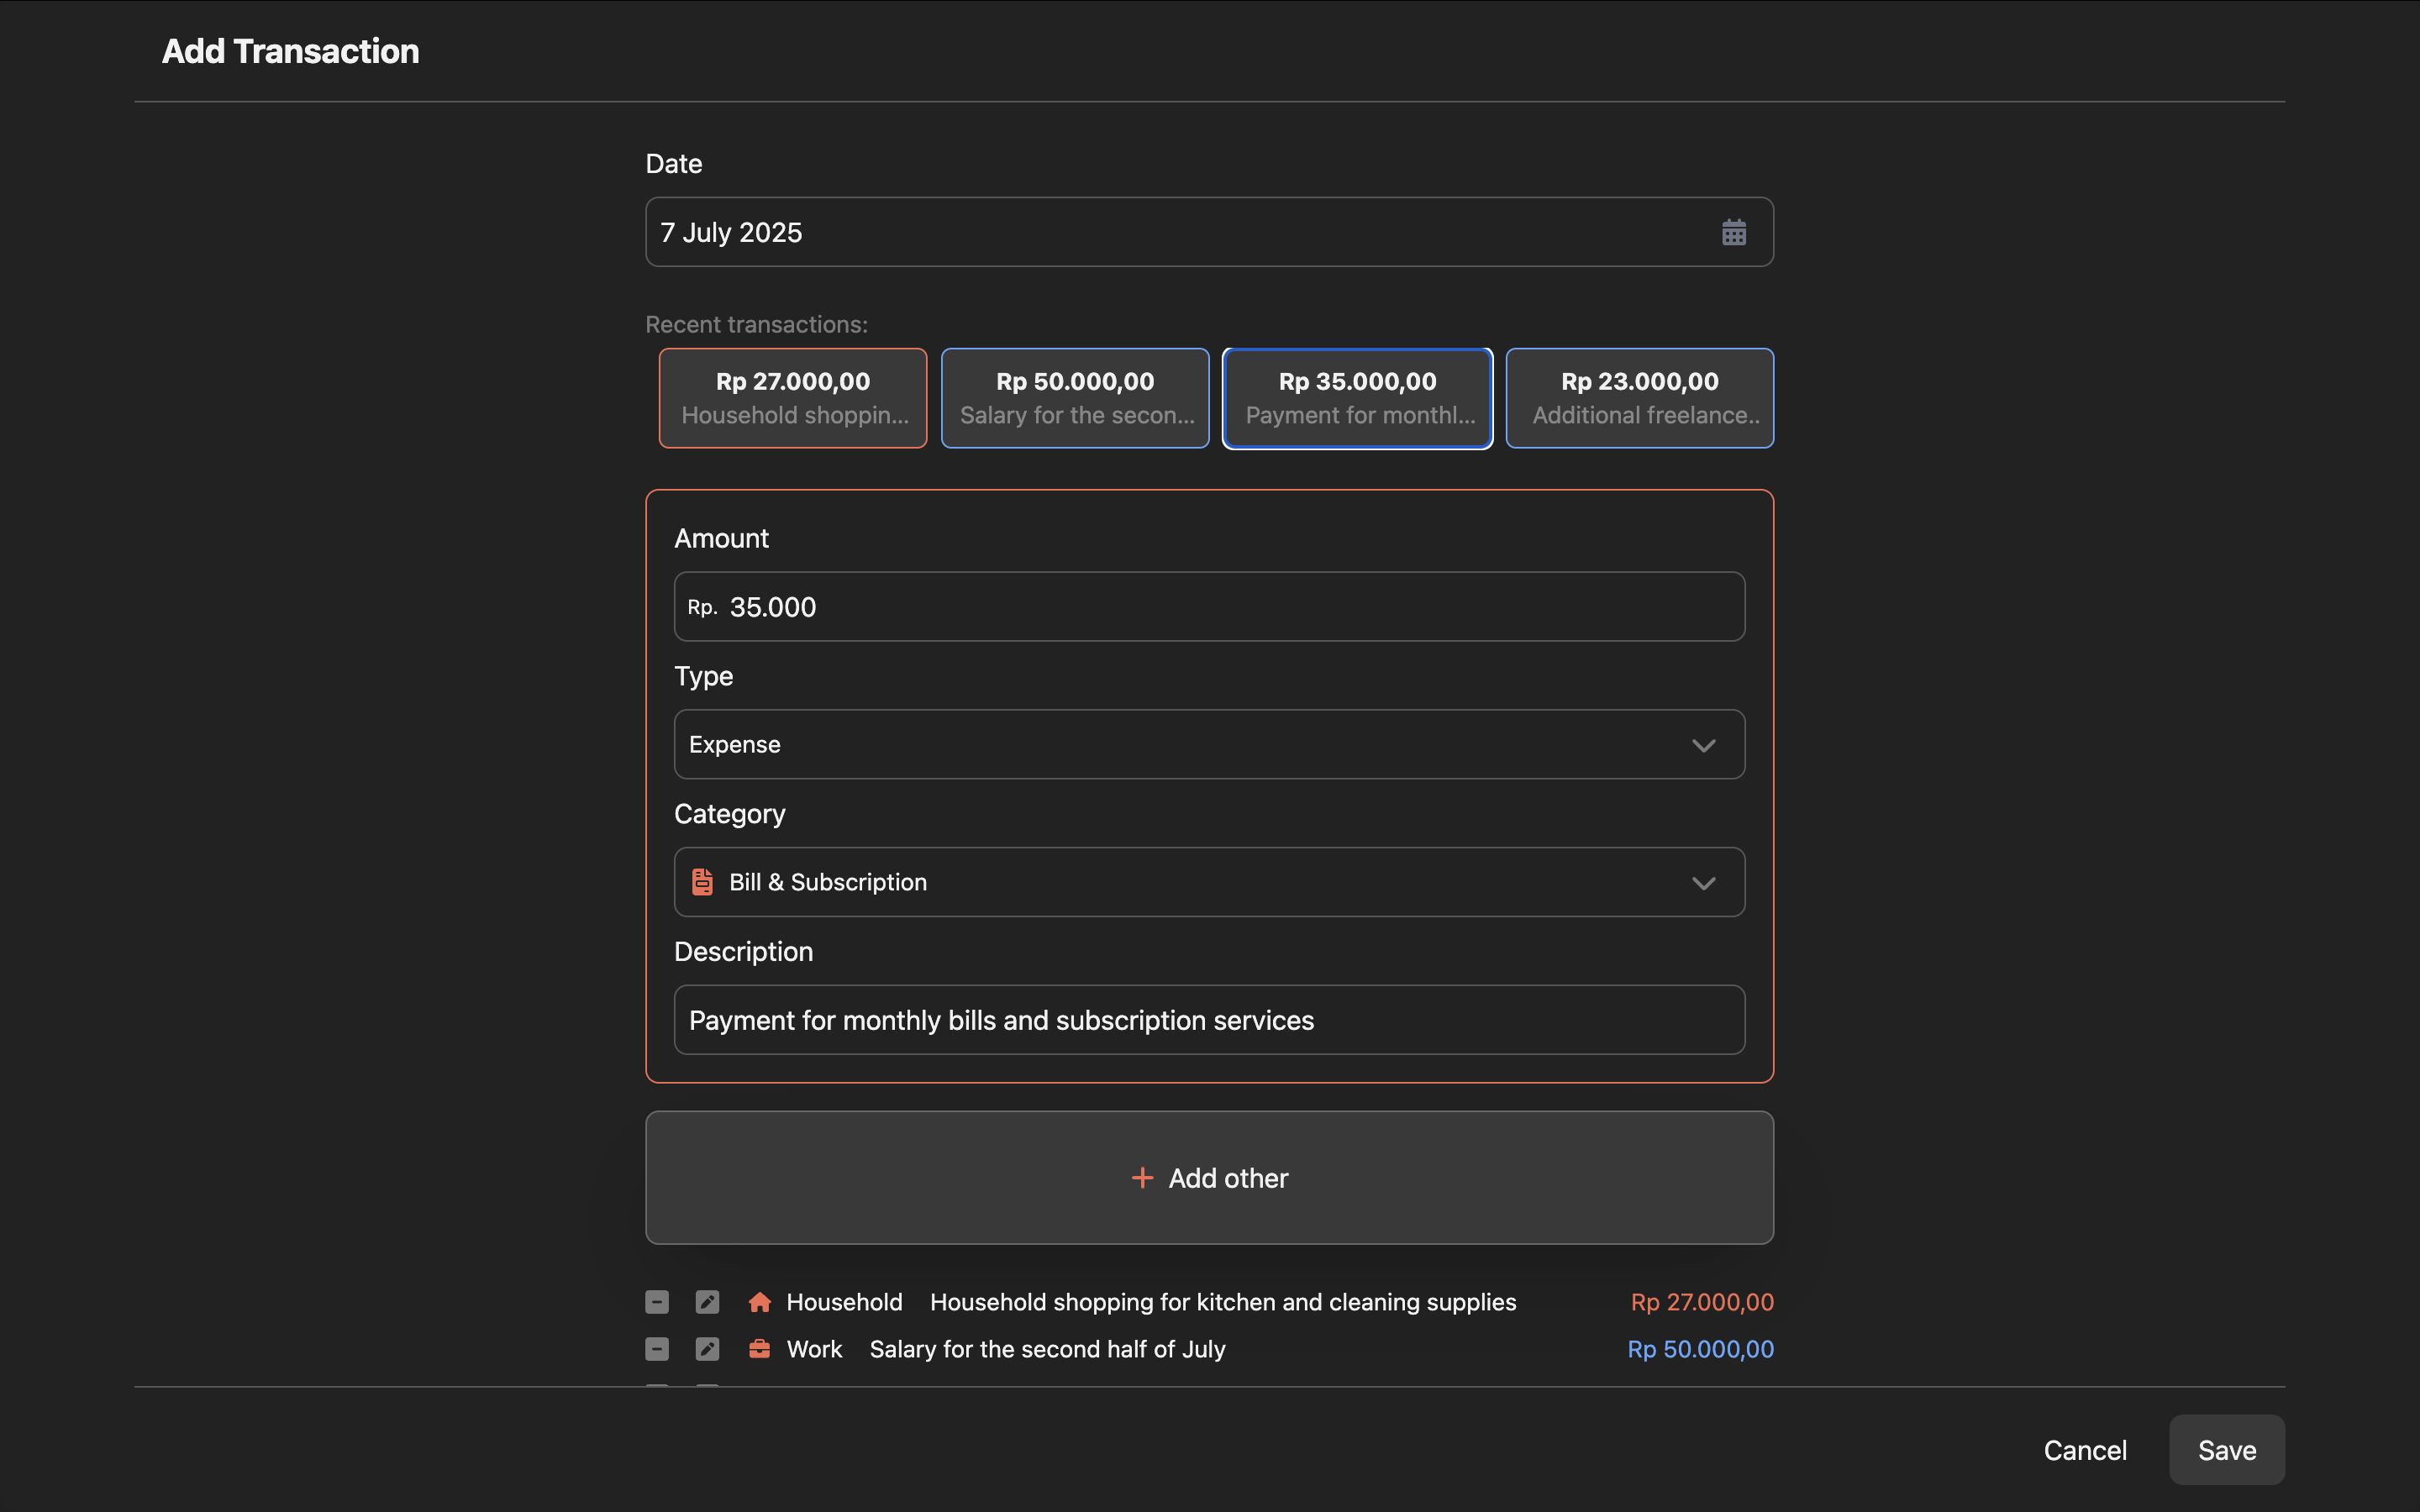 Add Transaction
Date
7 July 2025
Recent transactions:
Rp 27.000,00 Rp 50.000,00 Rp 35.000,00 Rp 23.000,00
Household shoppin... Salary for the secon... Payment for monthl... Additional freelance..
Amount
Rp. 35.000
Type
Expense
Category
Bill & Subscription
Description
Payment for monthly bills and subscription services
+ Add other
Household Household shopping for kitchen and cleaning supplies Rp 27.000,00
Work Salary for the second half of July Rp 50.000,00
Cancel Save